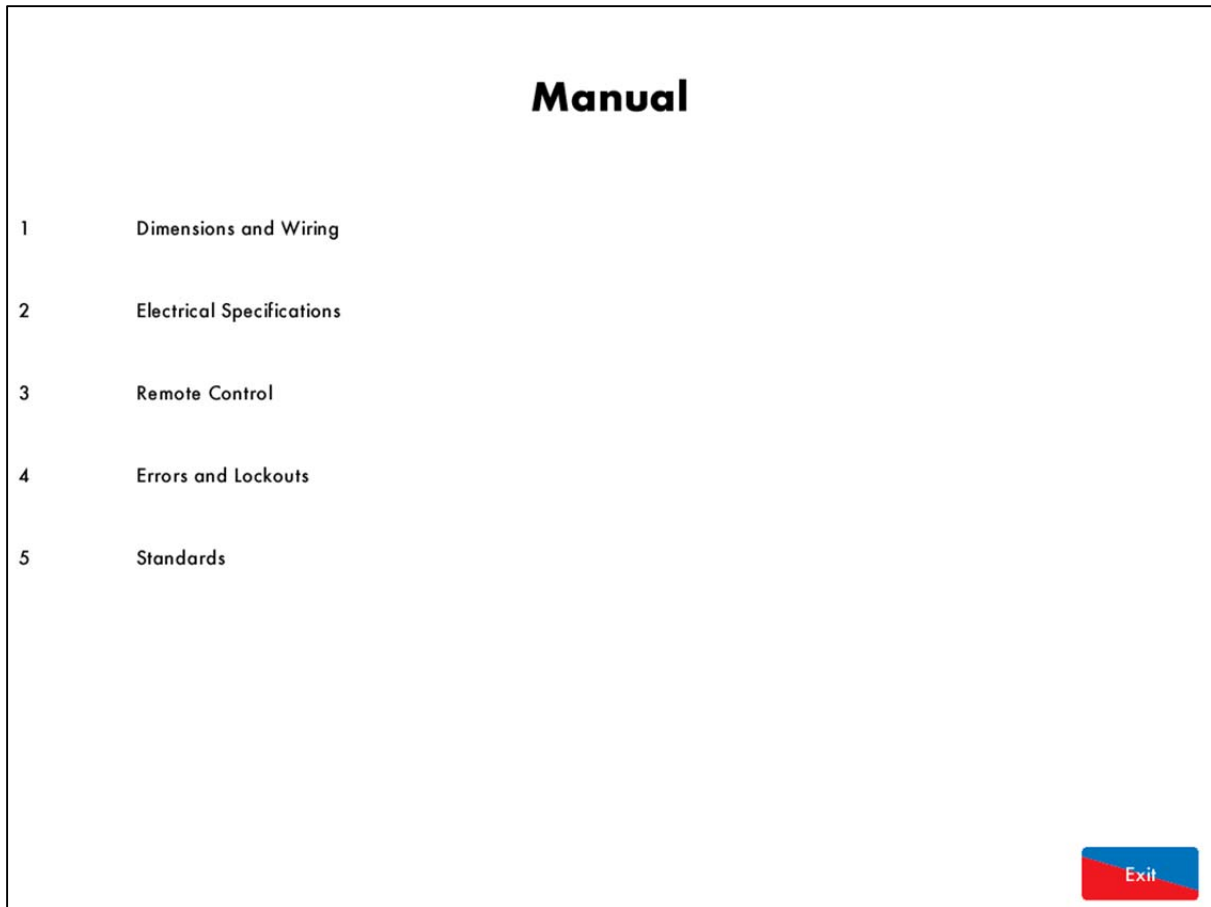 Manual
1 Dimensions and Wiring
2 Electrical Specifications
3 Remote Control
4 Errors and Lockouts
5 Standards
Exit